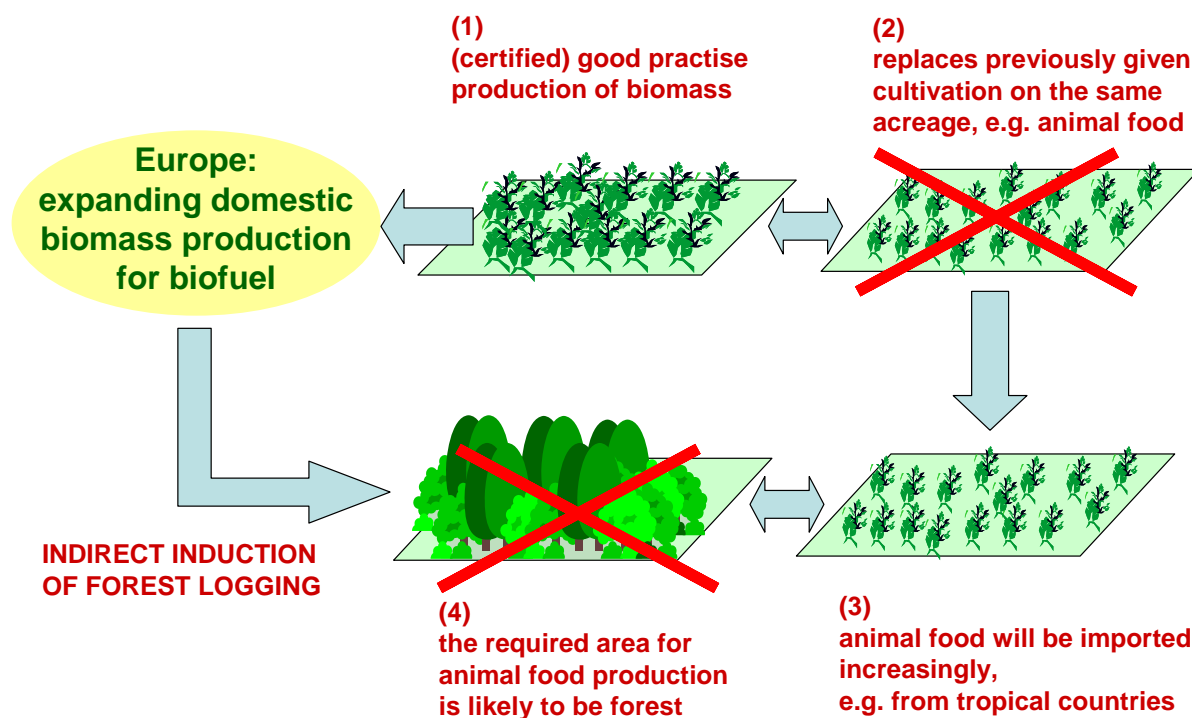 (1)
(certified) good practise
production of biomass
(2)
replaces previously given
cultivation on the same
acreage, e.g. animal food
Europe:
expanding domestic
biomass production
for biofuel
INDIRECT INDUCTION
OF FOREST LOGGING
(4)
the required area for
animal food production
is likely to be forest
(3)
animal food will be imported
increasingly,
e.g. from tropical countries